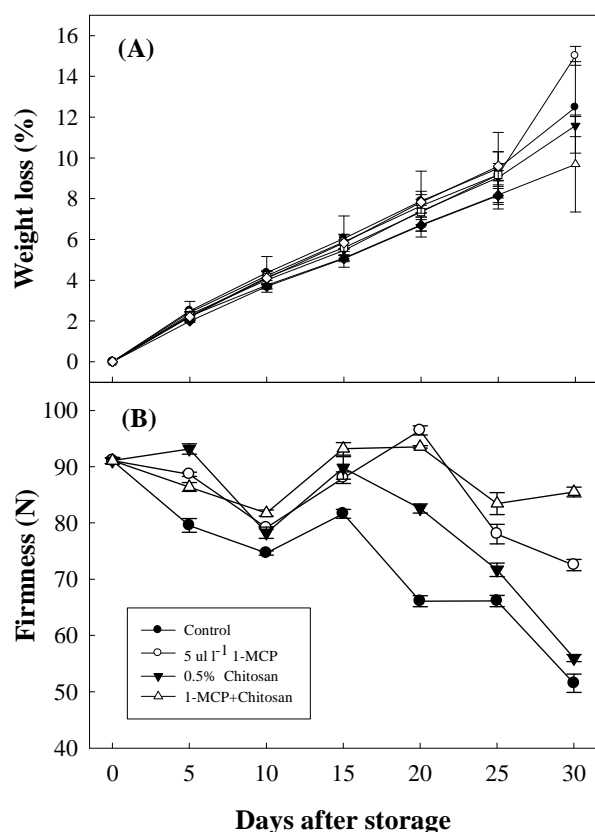 (A)
16
14
12
10
8
6
4
2
0
Weight loss (%)
(B)
100
90
80
70
60
50
40
Firmness (N)
Control
5 ul l⁻¹ 1-MCP
0.5% Chitosan
1-MCP+Chitosan
0 5 10 15 20 25 30
Days after storage